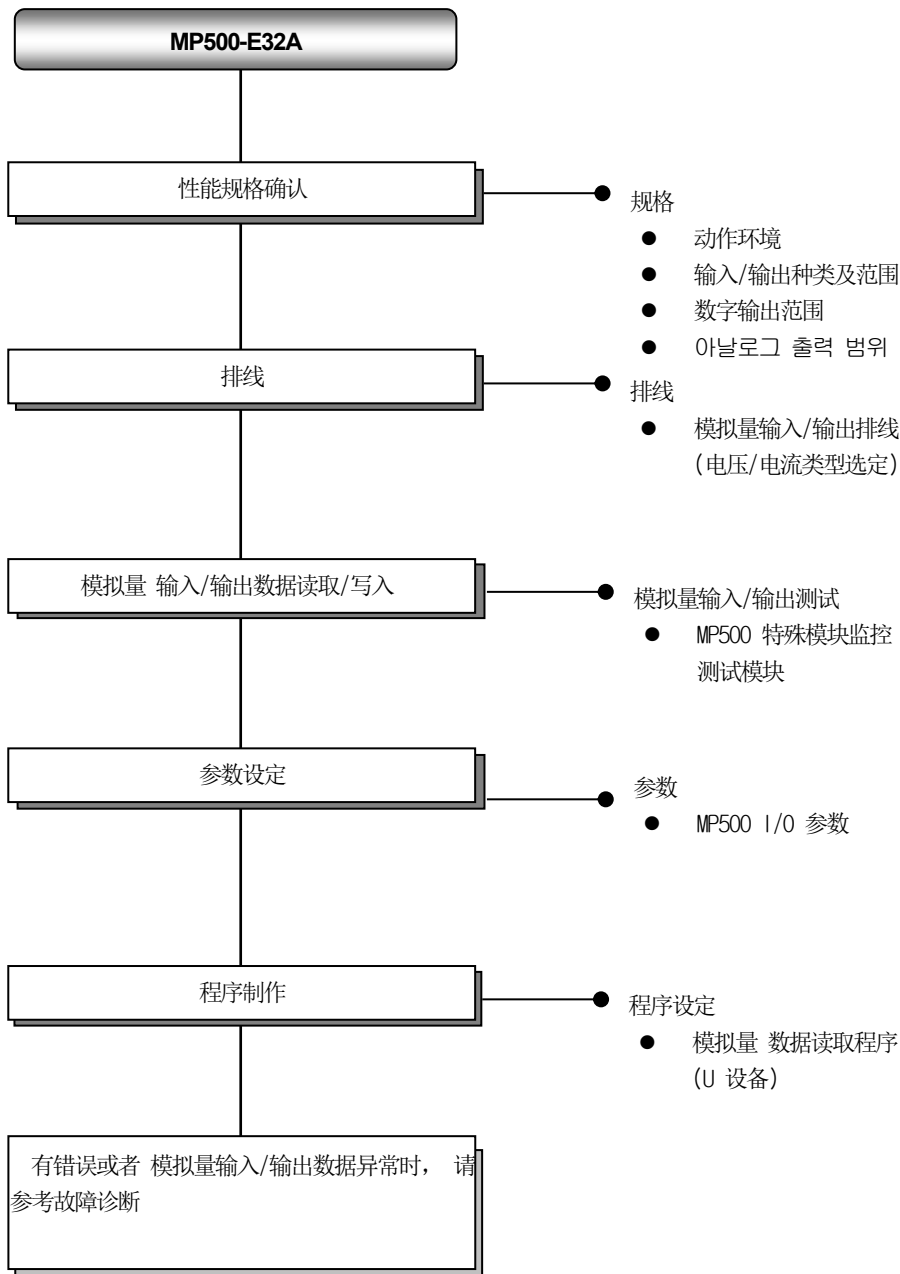 MP500-E32A
性能规格确认
规格
● 动作环境
● 输入/输出种类及范围
● 数字输出范围
● 아날로그 출력 범위
排线
排线
● 模拟量输入/输出排线
(电压/电流类型选定)
模拟量 输入/输出数据读取/写入
模拟量输入/输出测试
● MP500 特殊模块监控
测试模块
参数设定
参数
● MP500 I/O 参数
程序制作
程序设定
● 模拟量 数据读取程序
(U 设备)
有错误或者 模拟量输入/输出数据异常时， 请
参考故障诊断